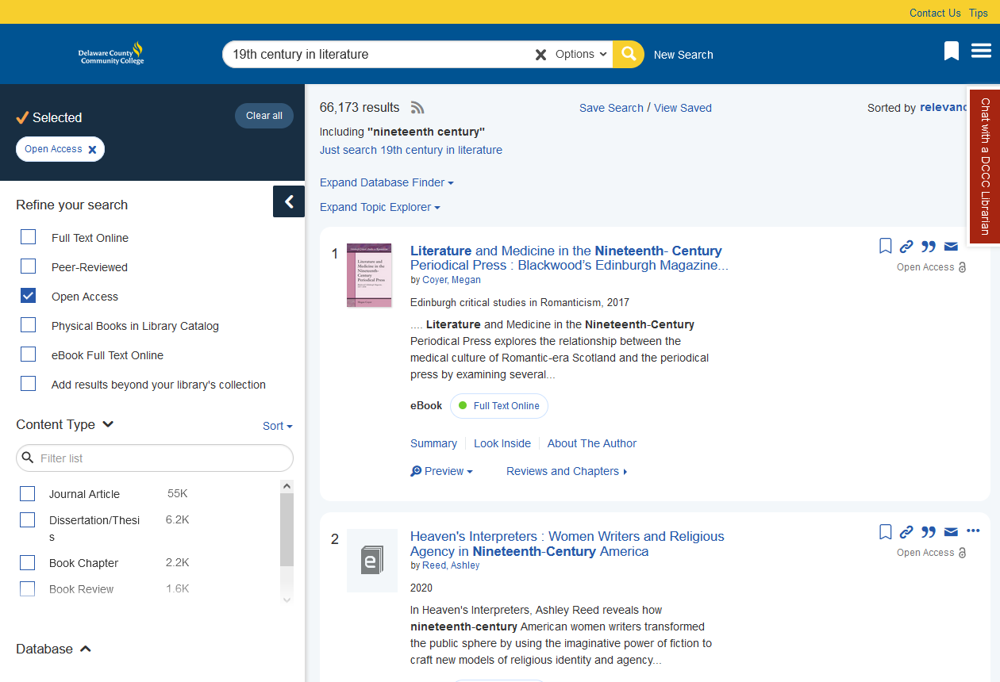 Contact Us Tips
Delaware County
Community College
19th century in literature
Options
New Search
Selected
Clear all
Open Access
Refine your search
Full Text Online
Peer-Reviewed
Open Access
Physical Books in Library Catalog
eBook Full Text Online
Add results beyond your library's collection
Content Type
Sort
Filter list
Journal Article 55K
Dissertation/Thesi
s 6.2K
Book Chapter 2.2K
Book Review 1.6K
Database
66,173 results
Save Search / View Saved
Sorted by relevanc
Including "nineteenth century"
Just search 19th century in literature
Expand Database Finder
Expand Topic Explorer
Chat with a DCCC Librarian
1
Literature and Medicine in the Nineteenth-Century Periodical Press
Literature and Medicine in the Nineteenth- Century
Periodical Press : Blackwood’s Edinburgh Magazine...
by Coyer, Megan
Open Access
Edinburgh critical studies in Romanticism, 2017
.... Literature and Medicine in the Nineteenth-Century
Periodical Press explores the relationship between the
medical culture of Romantic-era Scotland and the periodical
press by examining several...
eBook Full Text Online
Summary Look Inside About The Author
Preview Reviews and Chapters
2
e
Heaven's Interpreters : Women Writers and Religious
Agency in Nineteenth-Century America
by Reed, Ashley
Open Access
2020
In Heaven's Interpreters, Ashley Reed reveals how
nineteenth-century American women writers transformed
the public sphere by using the imaginative power of fiction to
craft new models of religious identity and agency...